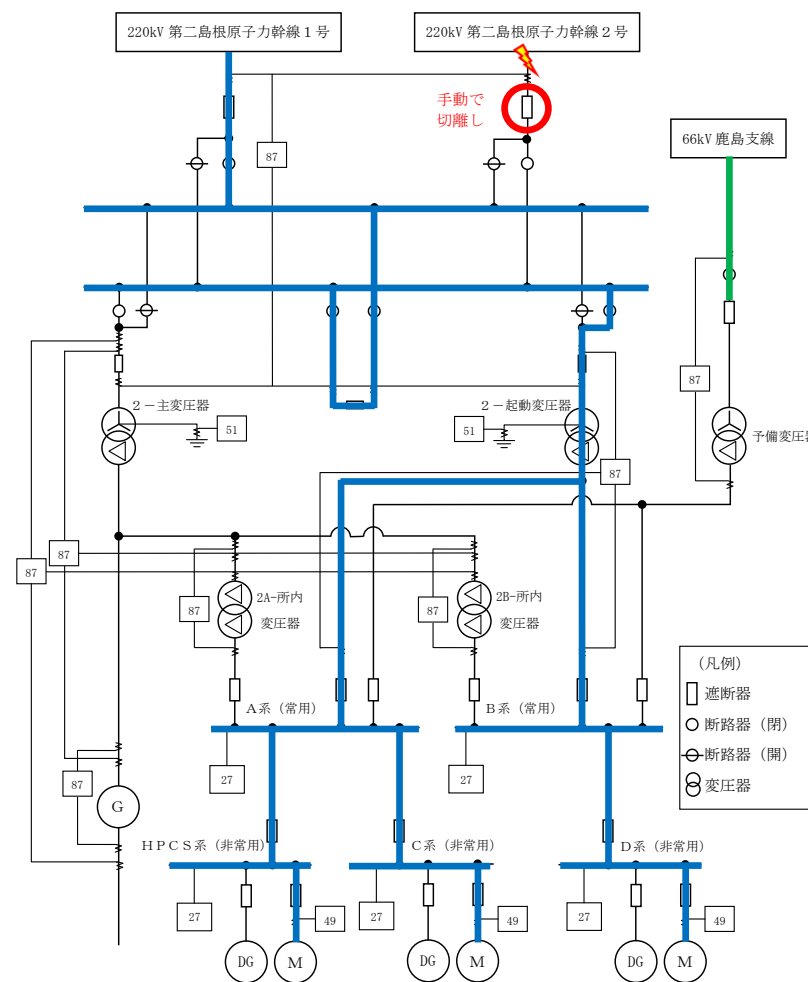 220kV 第二島根原子力幹線１号
220kV 第二島根原子力幹線２号
手動で
切離し
66kV 鹿島支線
87
87
２－主変圧器
51
２－起動変圧器
51
予備変圧器
87
87
87
2A-所内
変圧器
87
2B-所内
変圧器
87
(凡例)
遮断器
断路器（閉）
断路器（開）
変圧器
Ａ系（常用）
Ｂ系（常用）
27
27
87
G
ＨＰＣＳ系（非常用）
Ｃ系（非常用）
Ｄ系（非常用）
27
49
27
49
27
49
DG
M
DG
M
DG
M